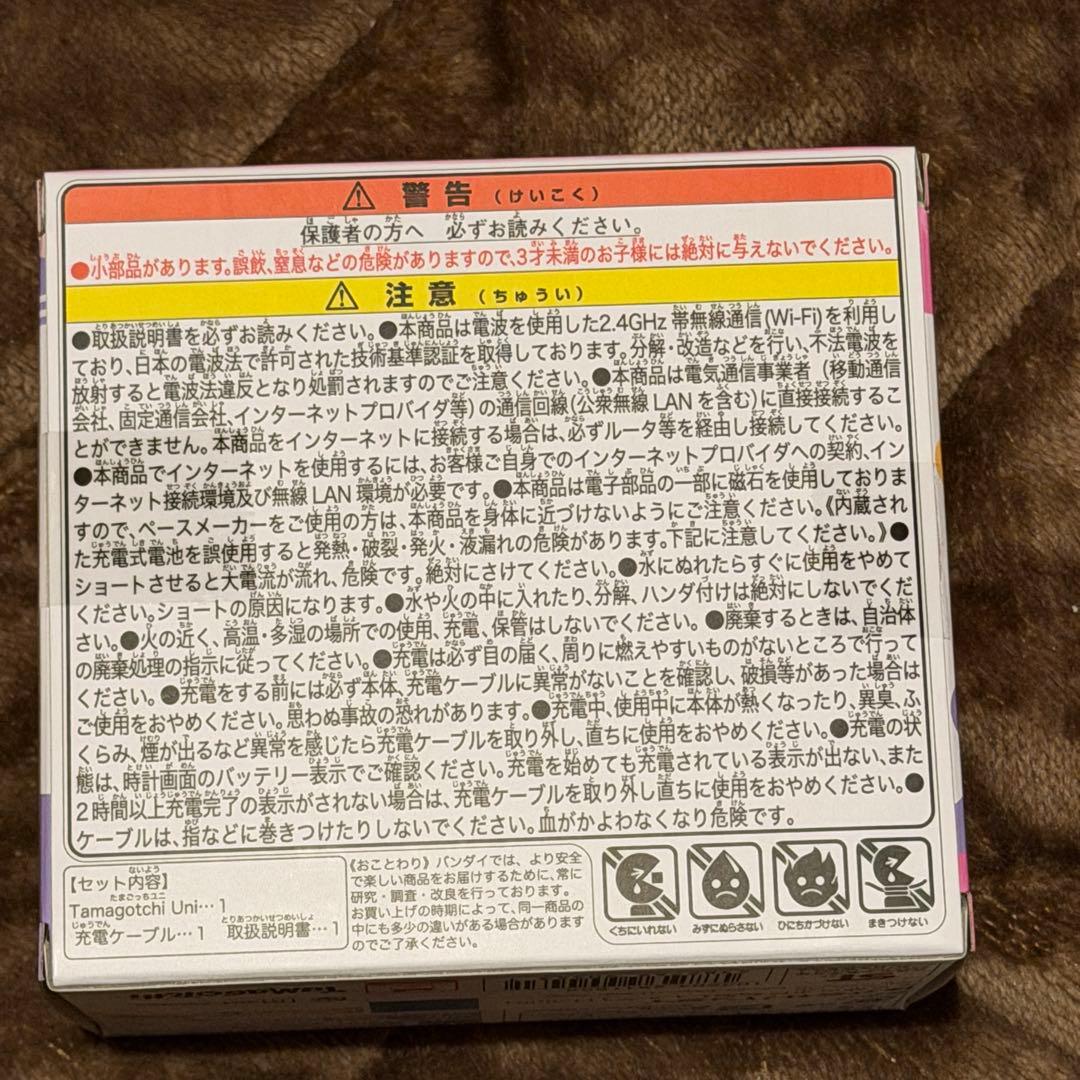 警告 (けいこく)
保護者の方へ 必ずお読みください。
●小部品があります。誤飲、窒息などの危険がありますので、3才未満のお子様には絶対に与えないでください。
注意 (ちゅうい)
●取扱説明書を必ずお読みください。●本商品は電波を使用した2.4GHz 帯無線通信(Wi-Fi)を利用し
ており、日本の電波法で許可された技術基準認証を取得しております。分解・改造などを行い、不法電波を
放射すると電波法違反となり処罰されますのでご注意ください。●本商品は電気通信事業者 (移動通信
会社、固定通信会社、インターネットプロバイダ等)の通信回線(公衆無線 LANを含む)に直接接続するこ
とができません。本商品をインターネットに接続する場合は、必ずルータ等を経由し接続してください。
●本商品でインターネットを使用するには、お客様ご自身でのインターネットプロバイダへの契約、イン
ターネット接続環境及び無線 LAN 環境が必要です。●本商品は電子部品の一部に磁石を使用しておりま
すので、ペースメーカーをご使用の方は、本商品を身体に近づけないようにご注意ください。《内蔵され
た充電式電池を誤使用すると発熱・破裂・発火・液漏れの危険があります。下記に注意してください。》●
ショートさせると大電流が流れ、危険です。絶対にさけてください。●水にぬれたらすぐに使用をやめて
ください。ショートの原因になります。●水や火の中に入れたり、分解、ハンダ付けは絶対にしないでくだ
さい。●火の近く、高温・多湿の場所での使用、充電、保管はしないでください。●廃棄するときは、自治体
の廃棄処理の指示に従ってください。●充電は必ず目の届く、周りに燃えやすいものがないところで行って
ください。●充電をする前には必ず本体、充電ケーブルに異常がないことを確認し、破損等があった場合は
ご使用をおやめください。思わぬ事故の恐れがあります。●充電中、使用中に本体が熱くなったり、異臭、ふ
くらみ、煙が出るなど異常を感じたら充電ケーブルを取り外し、直ちに使用をおやめください。●充電の状
態は、時計画面のバッテリー表示でご確認ください。充電を始めても充電されている表示が出ない、また
2時間以上充電完了の表示がされない場合は、充電ケーブルを取り外し直ちに使用をおやめください。●
ケーブルは、指などに巻きつけたりしないでください。血がかよわなくなり危険です。
【セット内容】
Tamagotchi Uni…1
充電ケーブル…1 取扱説明書…1
《おことわり》バンダイでは、より安全
で楽しい商品をお届けするために、常に
研究・調査・改良を行っております。
お買い上げの時期によって、同一商品の
中にも多少の違いがある場合があります
のでご了承ください。
くちにいれない
みずにぬらさない
ひにちかづけない
まきつけない